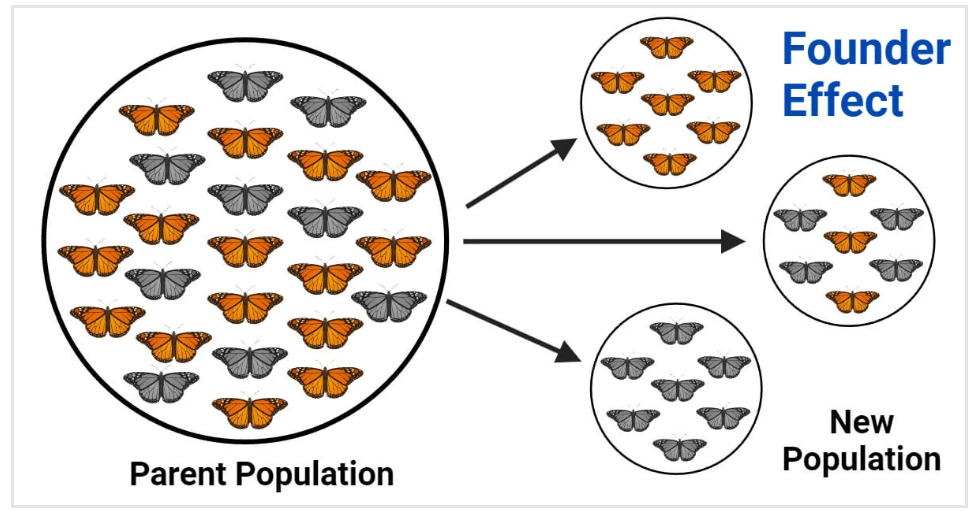 Founder
Effect
Parent Population
New
Population